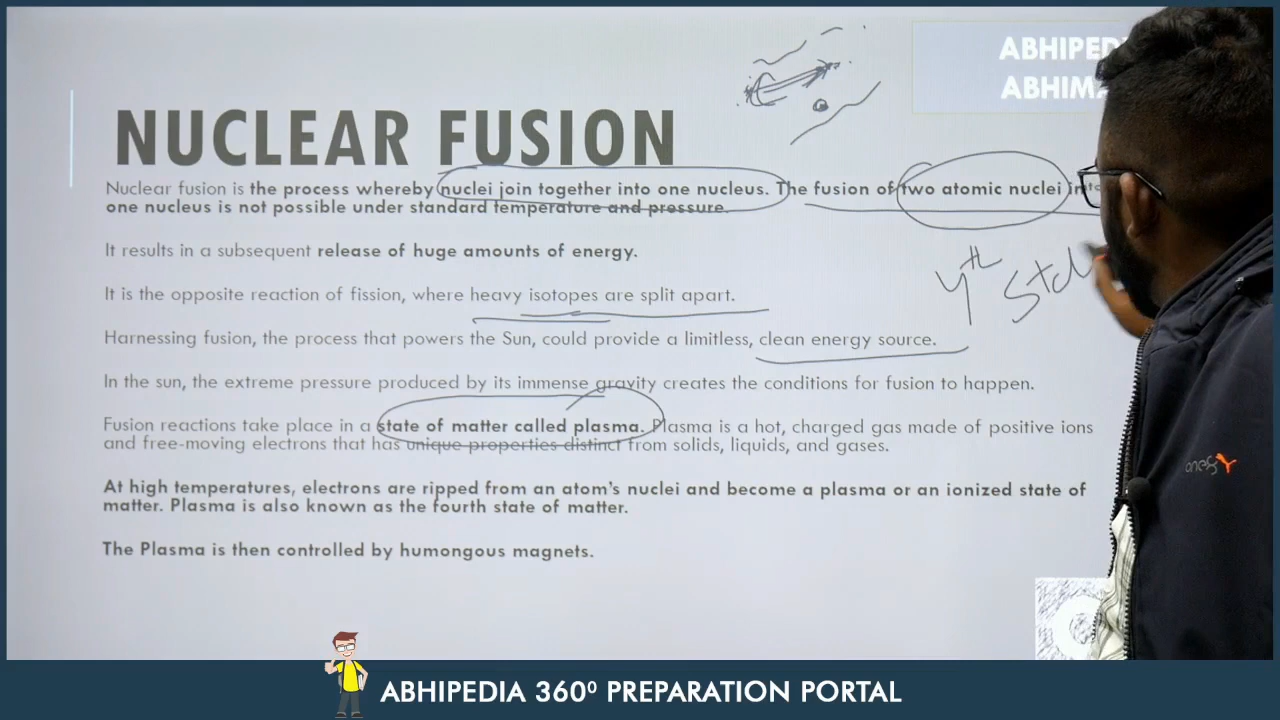 ABHIPED
ABHIMA
NUCLEAR FUSION
Nuclear fusion is the process whereby nuclei join together into one nucleus. The fusion of two atomic nuclei into
one nucleus is not possible under standard temperature and pressure.
It results in a subsequent release of huge amounts of energy.
4th Std
It is the opposite reaction of fission, where heavy isotopes are split apart.
Harnessing fusion, the process that powers the Sun, could provide a limitless, clean energy source.
In the sun, the extreme pressure produced by its immense gravity creates the conditions for fusion to happen.
Fusion reactions take place in a state of matter called plasma. Plasma is a hot, charged gas made of positive ions
and free-moving electrons that has unique properties distinct from solids, liquids, and gases.
At high temperatures, electrons are ripped from an atom's nuclei and become a plasma or an ionized state of
matter. Plasma is also known as the fourth state of matter.
The Plasma is then controlled by humongous magnets.
ABHIPEDIA 360⁰ PREPARATION PORTAL